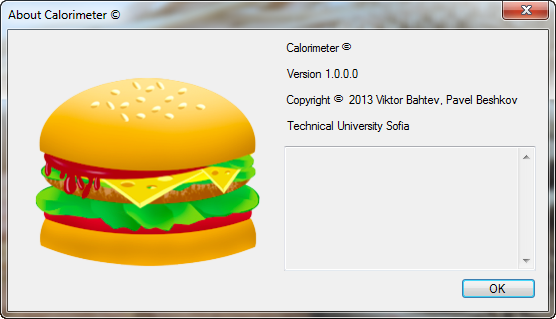 About Calorimeter ©
Calorimeter ©
Version 1.0.0.0
Copyright © 2013 Viktor Bahtev, Pavel Beshkov
Technical University Sofia
OK